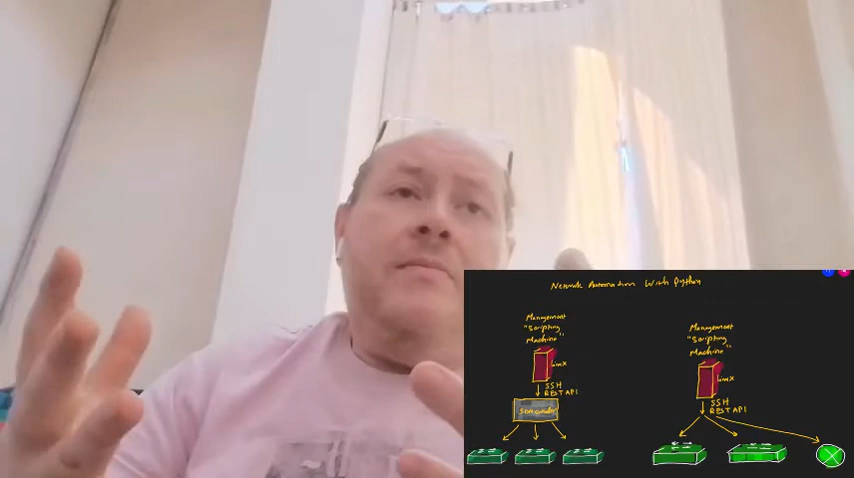 Network Automation With Python
Management
"Scripting
Machine"
Linux
SSH
REST API
SDN Controller
Management
"Scripting
Machine"
Linux
SSH
REST API